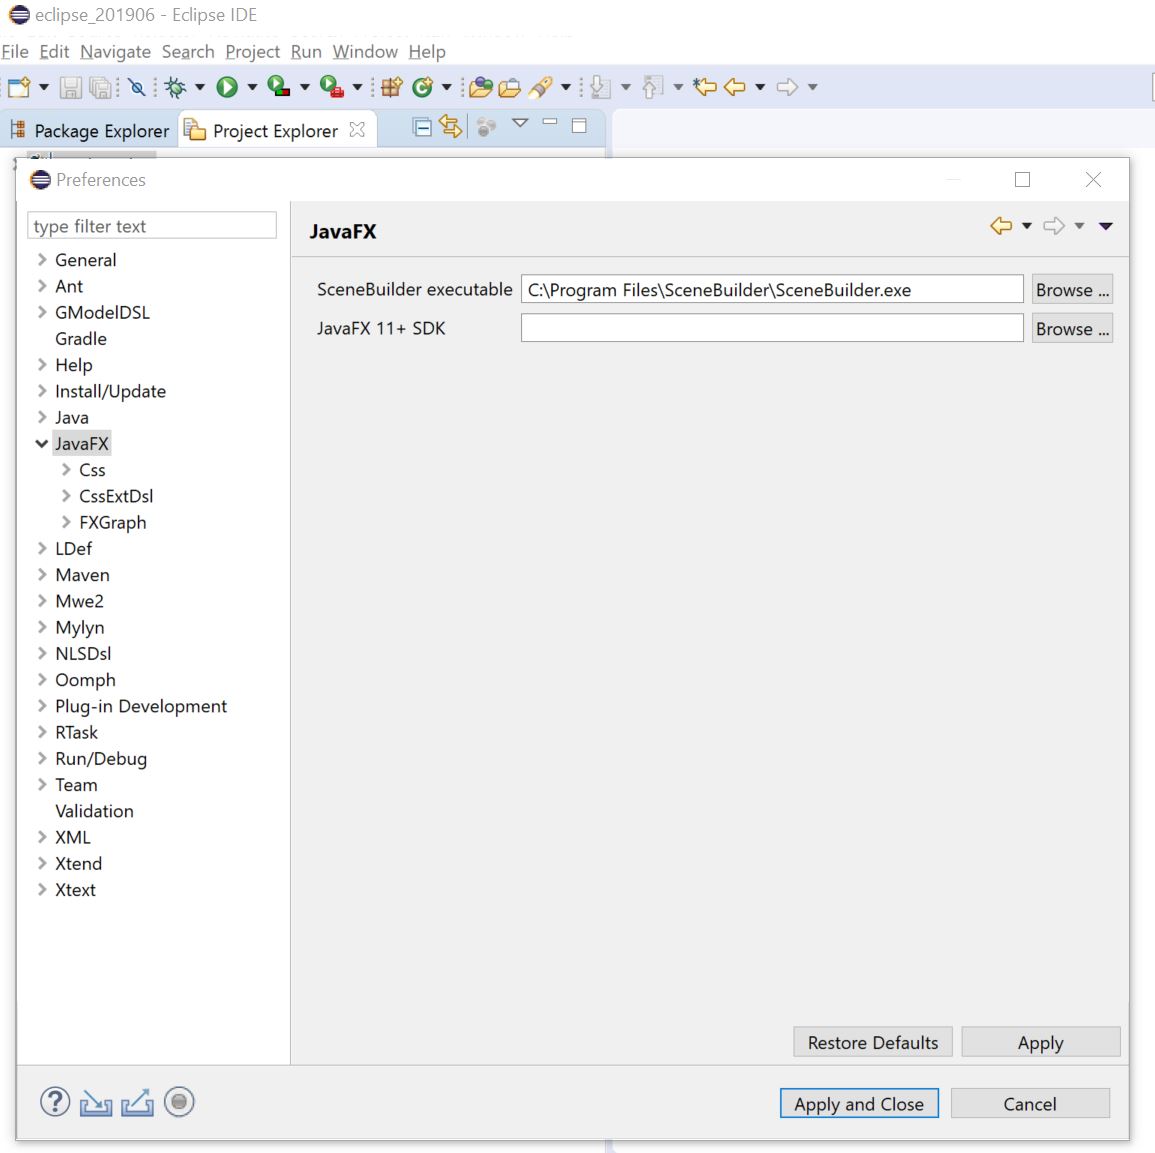 eclipse_201906 - Eclipse IDE
File Edit Navigate Search Project Run Window Help
Package Explorer Project Explorer
Preferences
type filter text
General
Ant
GModelDSL
Gradle
Help
Install/Update
Java
JavaFX
Css
CssExtDsl
FXGraph
LDef
Maven
Mwe2
Mylyn
NLSDsl
Oomph
Plug-in Development
RTask
Run/Debug
Team
Validation
XML
Xtend
Xtext
JavaFX
SceneBuilder executable C:\Program Files\SceneBuilder\SceneBuilder.exe Browse ...
JavaFX 11+ SDK Browse ...
Restore Defaults Apply
Apply and Close Cancel